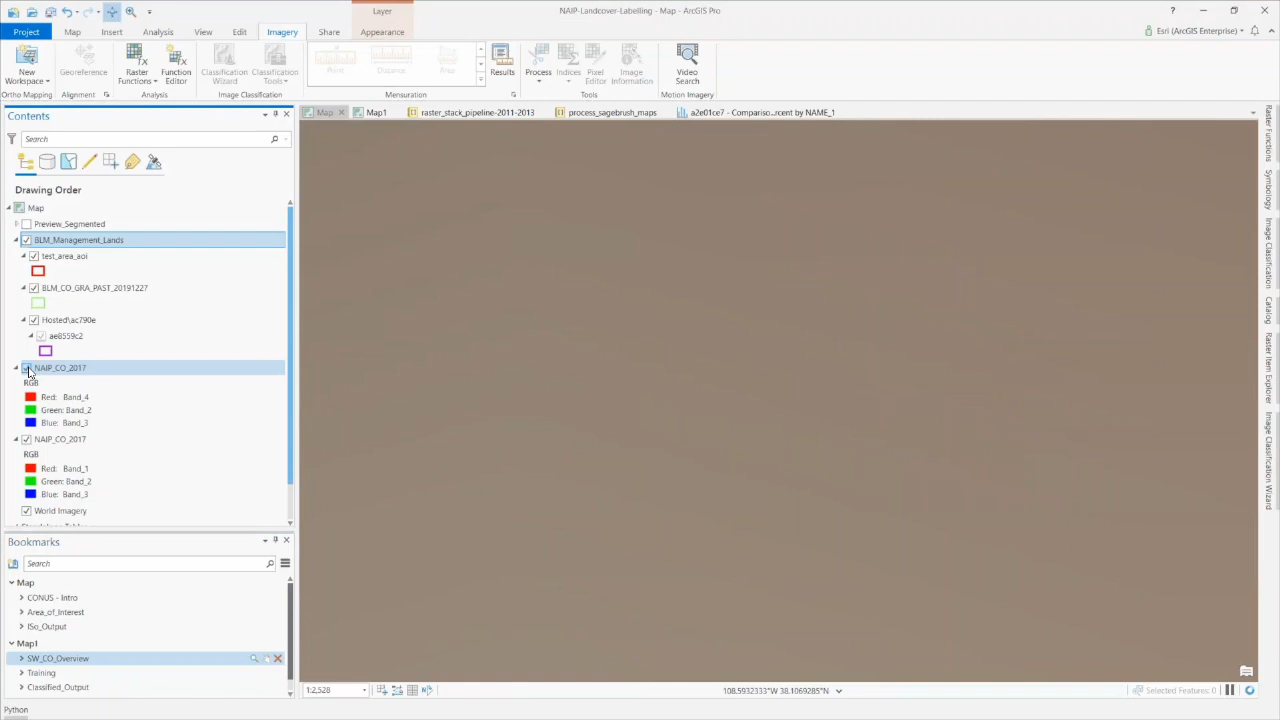 NAIP-Landcover-Labelling - Map - ArcGIS Pro
Layer
Esri (ArcGIS Enterprise)
Project Map Insert Analysis View Edit Imagery Share Appearance
New Workspace
Georeference
Raster Functions
Function Editor
Classification Wizard
Classification Tools
Point
Distance
Area
Results
Process
Indices
Pixel Editor
Image Information
Video Search
Ortho Mapping
Alignment
Analysis
Image Classification
Mensuration
Tools
Motion Imagery
Contents
Map
Map1
raster_stack_pipeline-2011-2013
process_sagebrush_maps
a2e01ce7 - Compariso...rcent by NAME_1
Search
Drawing Order
Map
Preview_Segmented
BLM_Management_Lands
test_area_aoi
BLM_CO_GRA_PAST_20191227
Hosted\ac790e
ae8559c2
NAIP_CO_2017
RGB
Red: Band_4
Green: Band_2
Blue: Band_3
NAIP_CO_2017
RGB
Red: Band_1
Green: Band_2
Blue: Band_3
World Imagery
Bookmarks
Search
Map
CONUS - Intro
Area_of_Interest
ISo_Output
Map1
SW_CO_Overview
Training
Classified_Output
1:2,528
108.5932333°W 38.1069285°N
Selected Features: 0
Python
Raster Functions
Symbology
Image Classification
Catalog
Raster Item Explorer
Image Classification Wizard